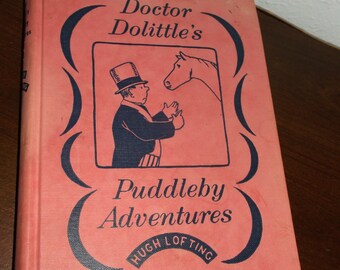 Doctor
Dolittle's
Puddleby
Adventures
HUGH LOFTING